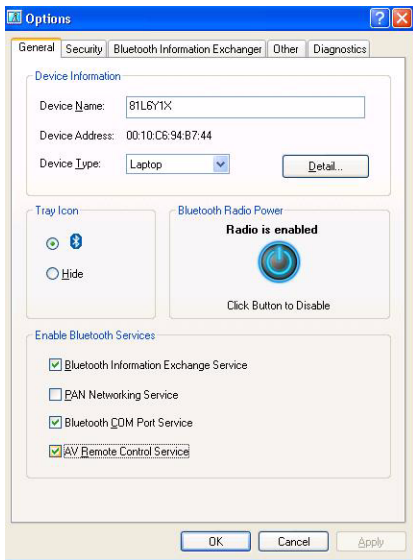 Options
General Security Bluetooth Information Exchanger Other Diagnostics
Device Information
Device Name: 81L6Y1X
Device Address: 00:10:C6:94:B7:44
Device Type: Laptop Detail...
Tray Icon Bluetooth Radio Power
Radio is enabled
Hide
Click Button to Disable
Enable Bluetooth Services
Bluetooth Information Exchange Service
PAN Networking Service
Bluetooth COM Port Service
AV Remote Control Service
OK Cancel Apply